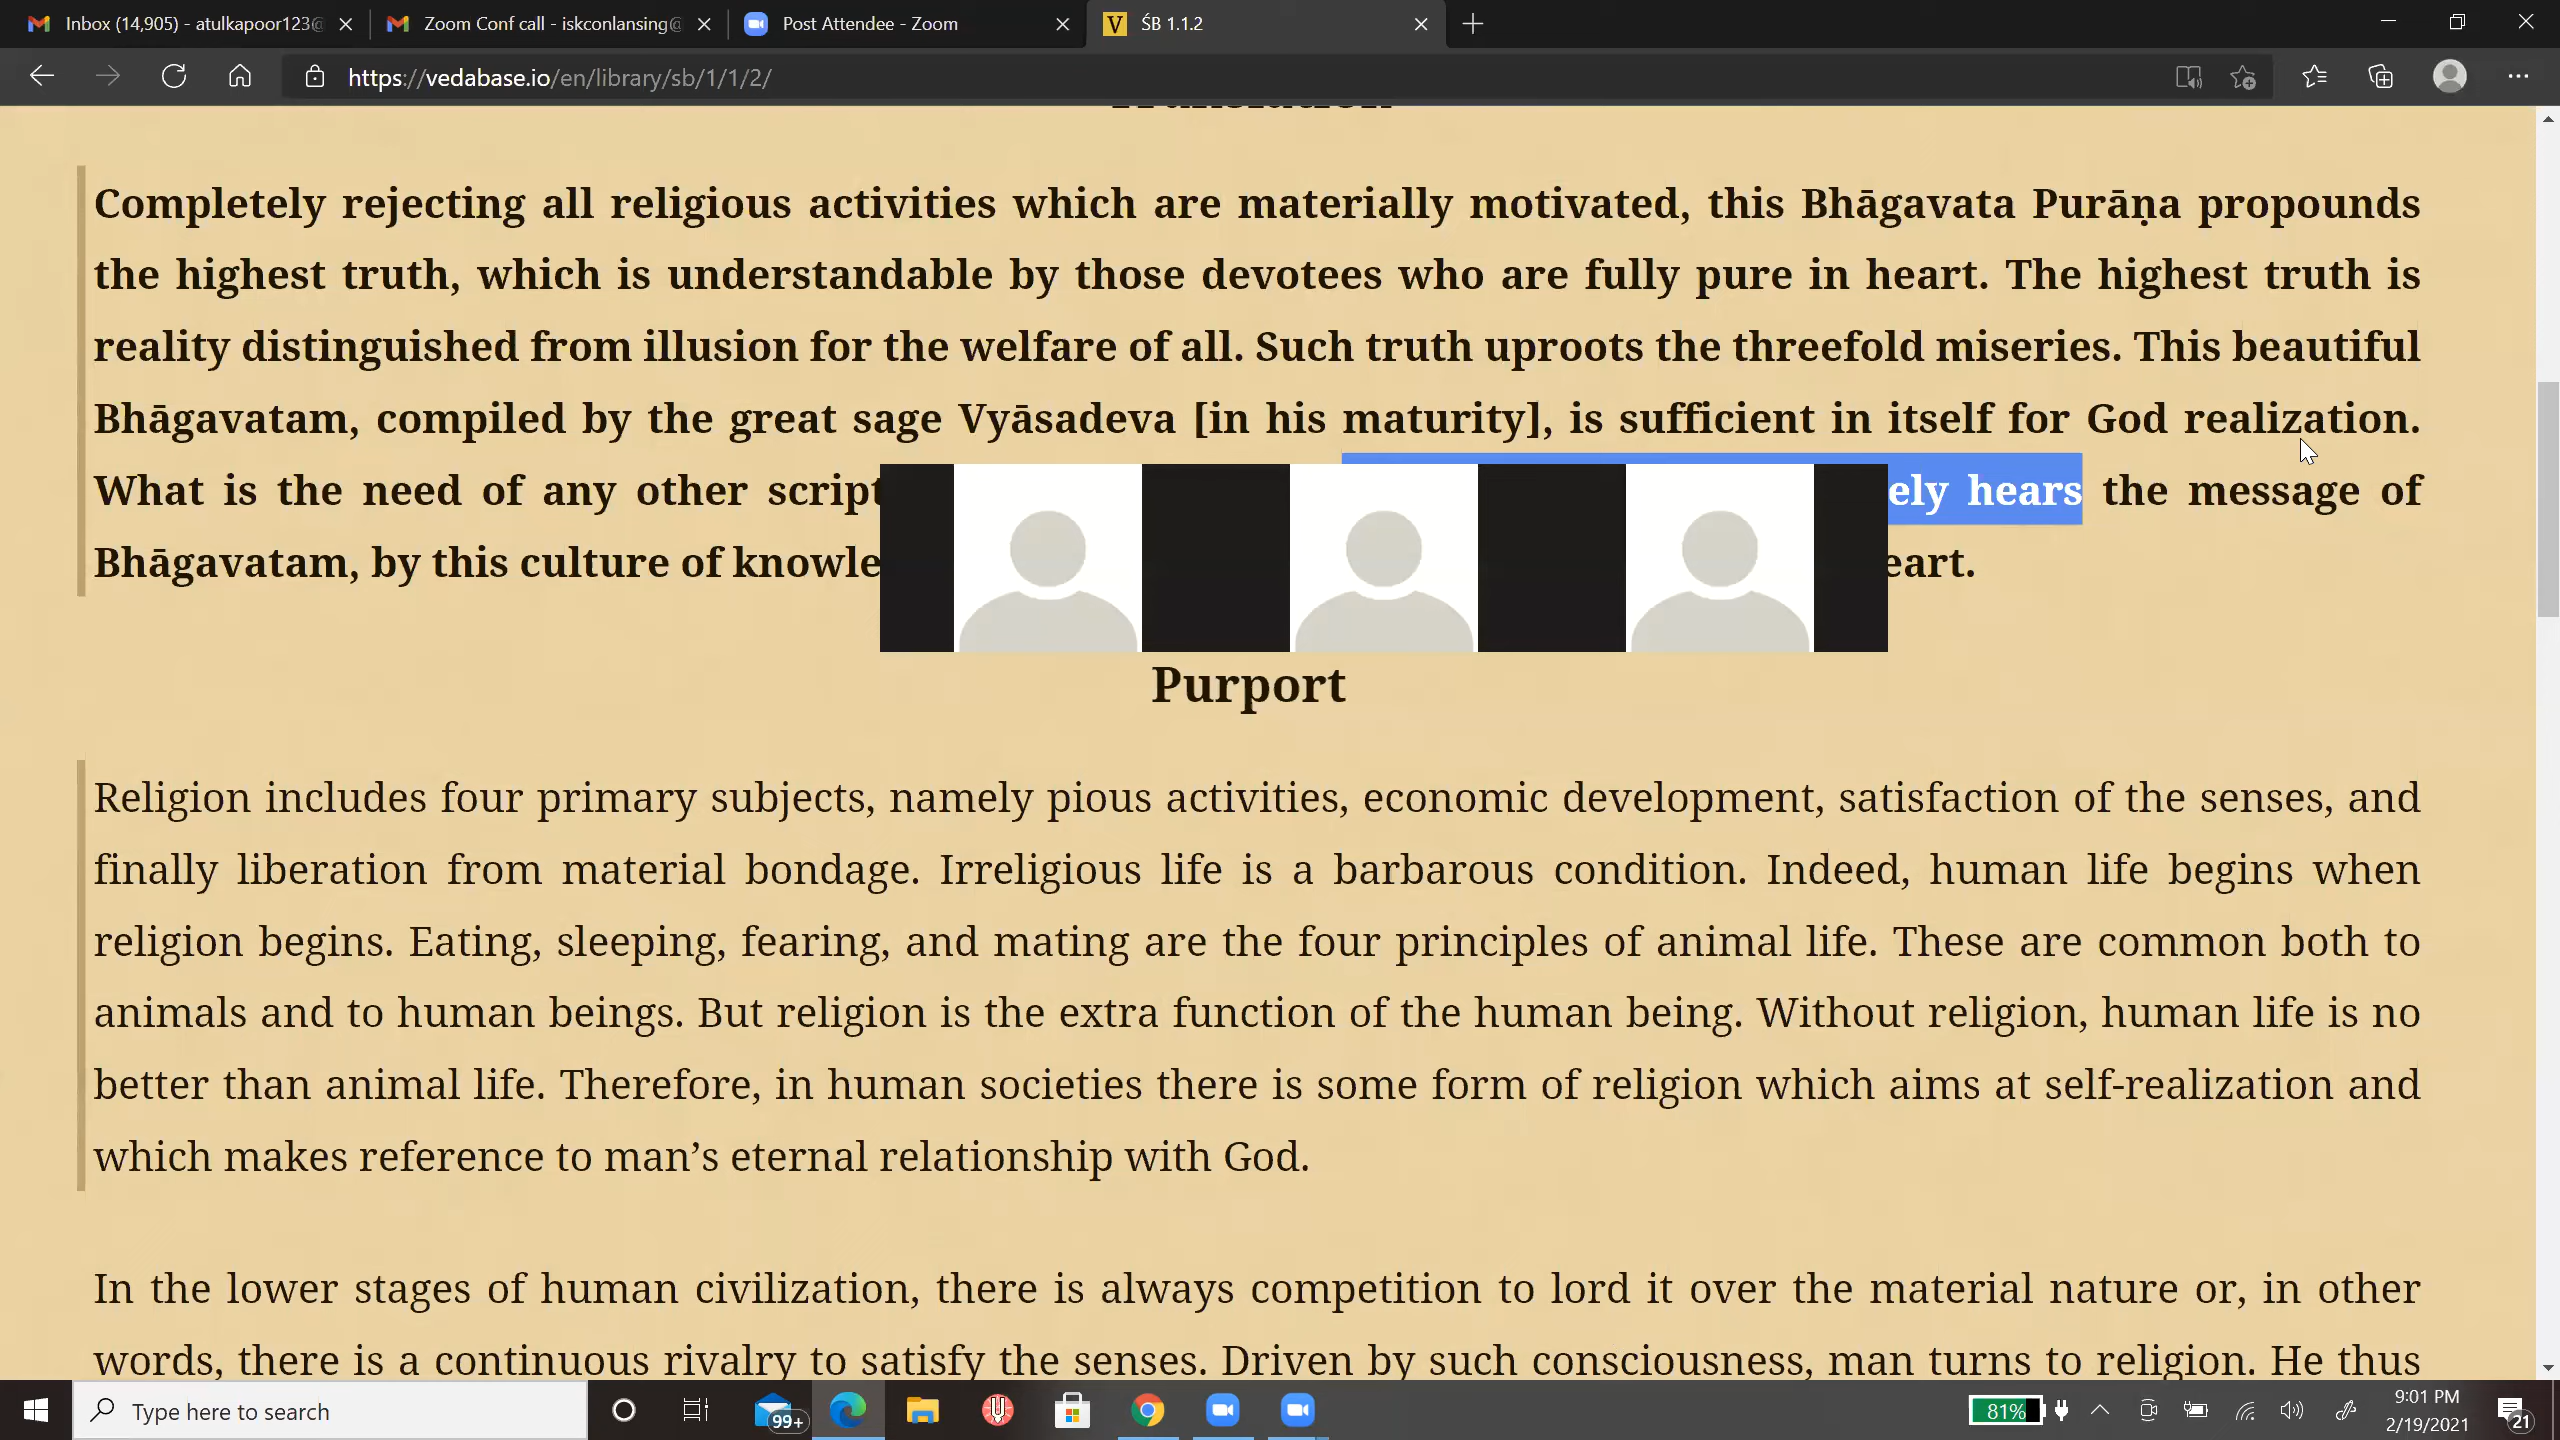 Inbox (14,905) - atulkapoor123@
Zoom Conf call - iskconlansing@
Post Attendee - Zoom
V ŚB 1.1.2
https://vedabase.io/en/library/sb/1/1/2/
Completely rejecting all religious activities which are materially motivated, this Bhāgavata Purāṇa propounds
the highest truth, which is understandable by those devotees who are fully pure in heart. The highest truth is
reality distinguished from illusion for the welfare of all. Such truth uproots the threefold miseries. This beautiful
Bhāgavatam, compiled by the great sage Vyāsadeva [in his maturity], is sufficient in itself for God realization.
What is the need of any other script ely hears the message of
Bhāgavatam, by this culture of knowle eart.
Purport
Religion includes four primary subjects, namely pious activities, economic development, satisfaction of the senses, and
finally liberation from material bondage. Irreligious life is a barbarous condition. Indeed, human life begins when
religion begins. Eating, sleeping, fearing, and mating are the four principles of animal life. These are common both to
animals and to human beings. But religion is the extra function of the human being. Without religion, human life is no
better than animal life. Therefore, in human societies there is some form of religion which aims at self-realization and
which makes reference to man’s eternal relationship with God.
In the lower stages of human civilization, there is always competition to lord it over the material nature or, in other
words, there is a continuous rivalry to satisfy the senses. Driven by such consciousness, man turns to religion. He thus
Type here to search
99+
81%
9:01 PM
2/19/2021
21